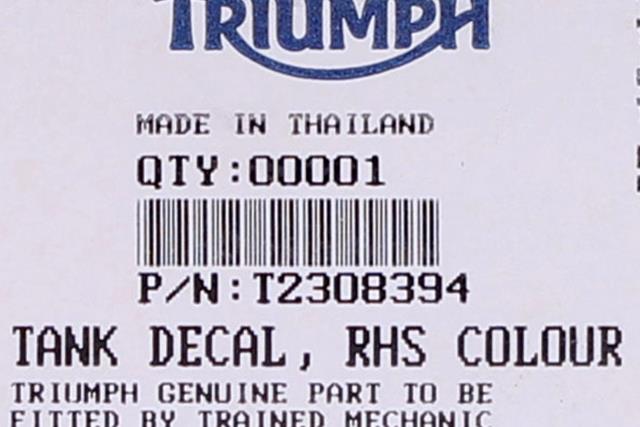 TRIUMPH
MADE IN THAILAND
QTY:00001
P/N:T2308394
TANK DECAL, RHS COLOUR
TRIUMPH GENUINE PART TO BE
FITTED BY TRAINED MECHANIC